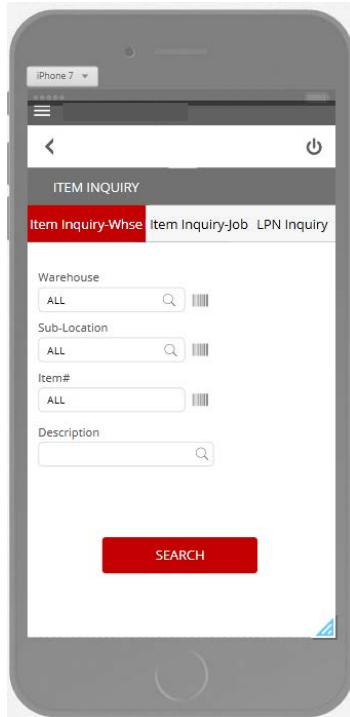 iPhone 7
ITEM INQUIRY
Item Inquiry-Whse Item Inquiry-Job LPN Inquiry
Warehouse
ALL
Sub-Location
ALL
Item#
ALL
Description
SEARCH